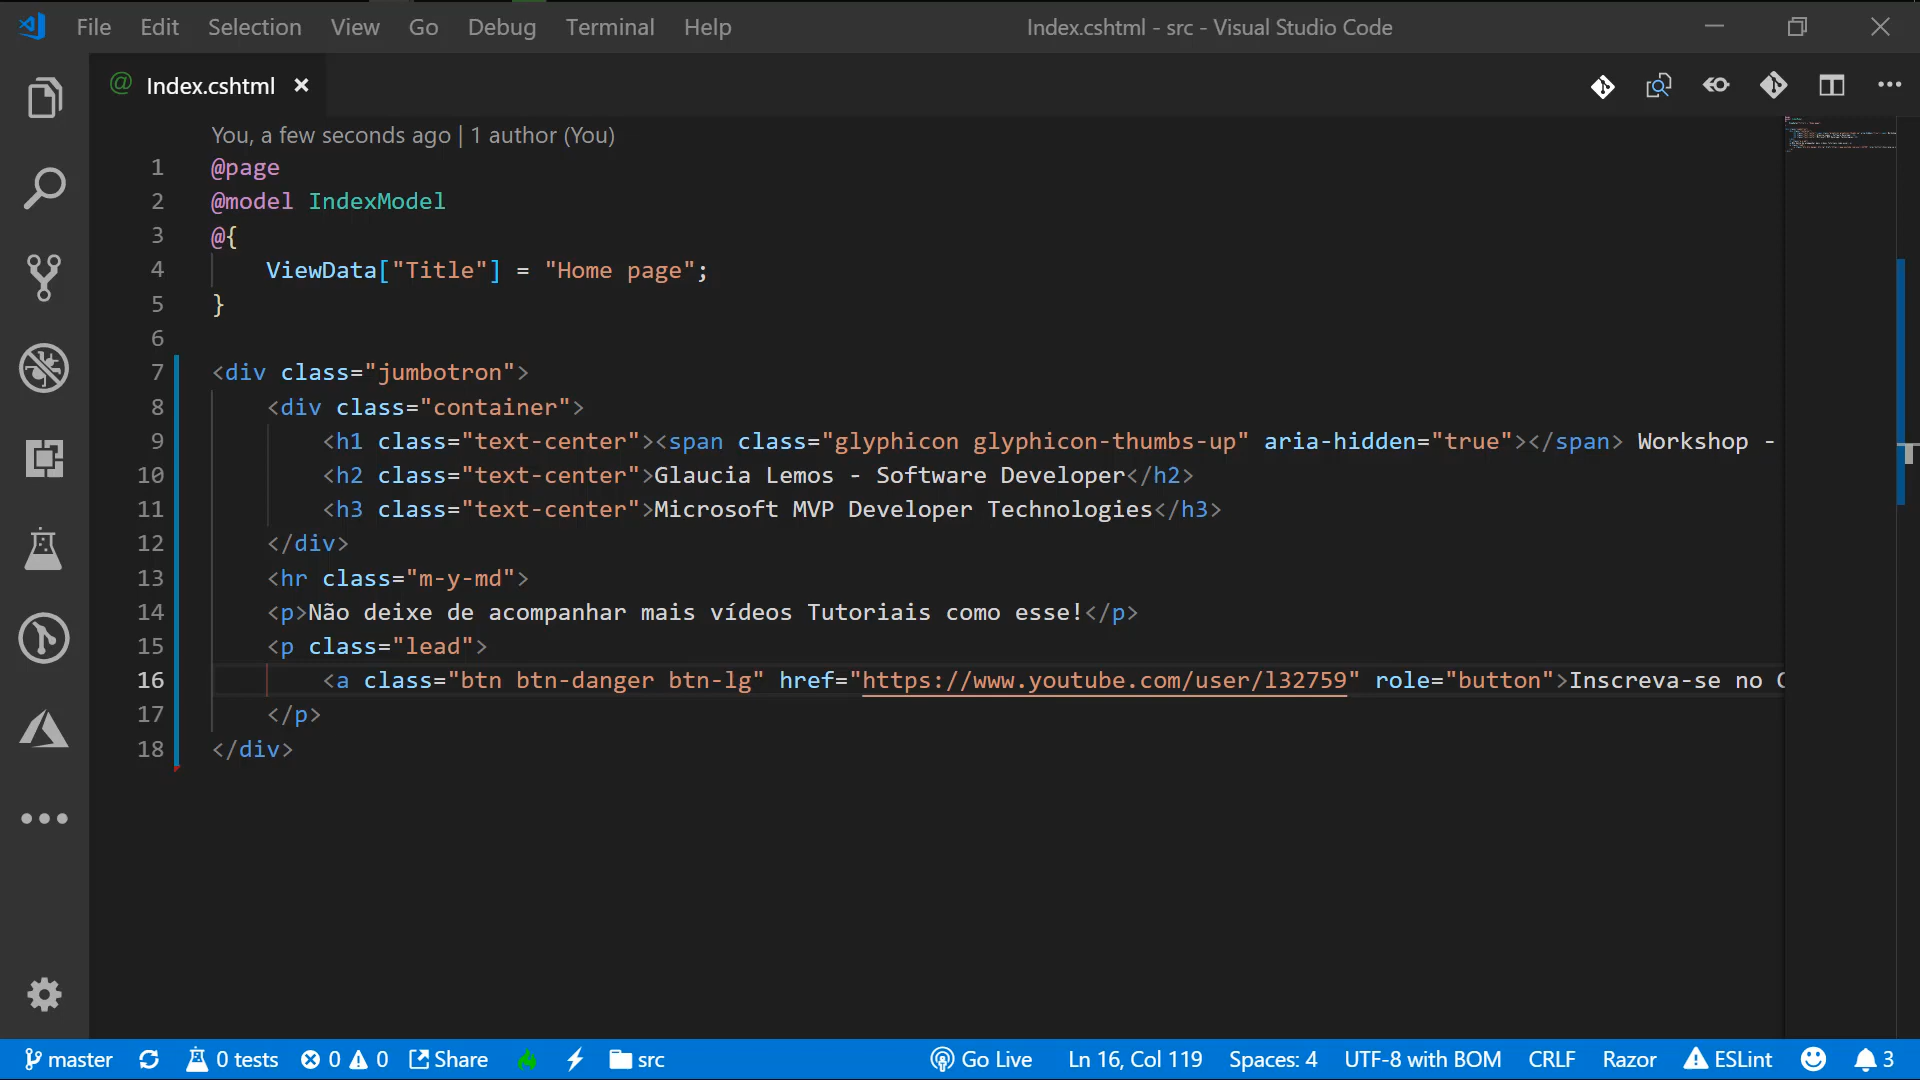 File Edit Selection View Go Debug Terminal Help Index.cshtml - src - Visual Studio Code
@ Index.cshtml ×
You, a few seconds ago | 1 author (You)
1 @page
2 @model IndexModel
3 @{
4     ViewData["Title"] = "Home page";
5 }
6
7 <div class="jumbotron">
8     <div class="container">
9         <h1 class="text-center"><span class="glyphicon glyphicon-thumbs-up" aria-hidden="true"></span> Workshop -
10         <h2 class="text-center">Glaucia Lemos - Software Developer</h2>
11         <h3 class="text-center">Microsoft MVP Developer Technologies</h3>
12     </div>
13     <hr class="m-y-md">
14     <p>Não deixe de acompanhar mais vídeos Tutoriais como esse!</p>
15     <p class="lead">
16         <a class="btn btn-danger btn-lg" href="https://www.youtube.com/user/l32759" role="button">Inscreva-se no C
17     </p>
18 </div>
master 0 tests 0 0 Share src Go Live Ln 16, Col 119 Spaces: 4 UTF-8 with BOM CRLF Razor ESLint 3